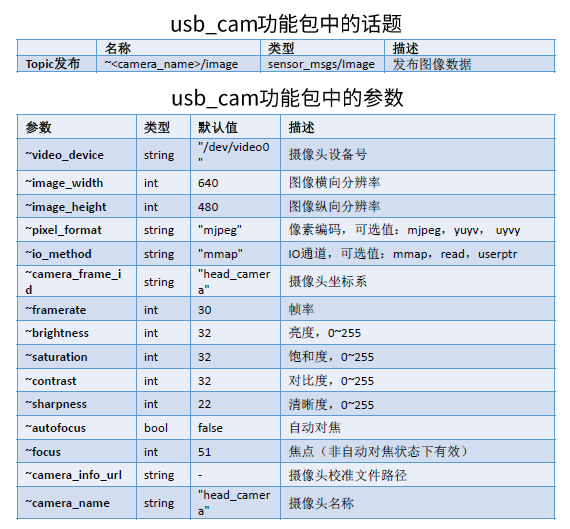 usb_cam功能包中的话题
名称 类型 描述
Topic发布 ~<camera_name>/image sensor_msgs/Image 发布图像数据
usb_cam功能包中的参数
参数 类型 默认值 描述
~video_device string "/dev/video0" 摄像头设备号
~image_width int 640 图像横向分辨率
~image_height int 480 图像纵向分辨率
~pixel_format string "mjpeg" 像素编码，可选值：mjpeg，yuyv， uyvy
~io_method string "mmap" IO通道，可选值：mmap，read，userptr
~camera_frame_id string "head_camera" 摄像头坐标系
~framerate int 30 帧率
~brightness int 32 亮度，0~255
~saturation int 32 饱和度，0~255
~contrast int 32 对比度，0~255
~sharpness int 22 清晰度，0~255
~autofocus bool false 自动对焦
~focus int 51 焦点（非自动对焦状态下有效）
~camera_info_url string - 摄像头校准文件路径
~camera_name string "head_camera" 摄像头名称